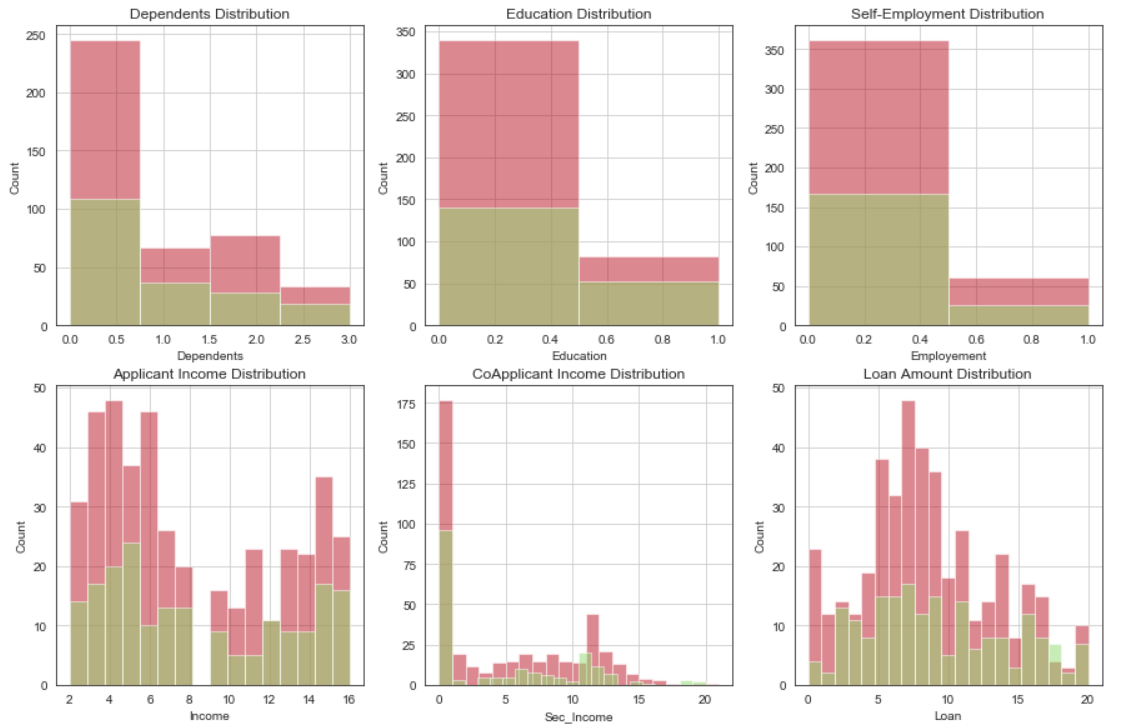 Dependents Distribution
250
200
150
100
50
0
Count
0.0 0.5 1.0 1.5 2.0 2.5 3.0
Dependents
Education Distribution
350
300
250
200
150
100
50
0
Count
0.0 0.2 0.4 0.6 0.8 1.0
Education
Self-Employment Distribution
350
300
250
200
150
100
50
0
Count
0.0 0.2 0.4 0.6 0.8 1.0
Employement
Applicant Income Distribution
50
40
30
20
10
0
Count
2 4 6 8 10 12 14 16
Income
CoApplicant Income Distribution
175
150
125
100
75
50
25
0
Count
0 5 10 15 20
Sec_Income
Loan Amount Distribution
50
40
30
20
10
0
Count
0 5 10 15 20
Loan